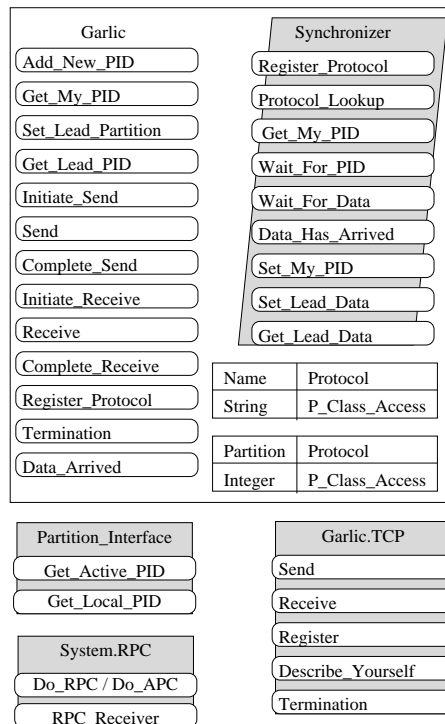 Garlic
Add_New_PID
Get_My_PID
Set_Lead_Partition
Get_Lead_PID
Initiate_Send
Send
Complete_Send
Initiate_Receive
Receive
Complete_Receive
Register_Protocol
Termination
Data_Arrived
Synchronizer
Register_Protocol
Protocol_Lookup
Get_My_PID
Wait_For_PID
Wait_For_Data
Data_Has_Arrived
Set_My_PID
Set_Lead_Data
Get_Lead_Data
Name Protocol
String P_Class_Access
Partition Protocol
Integer P_Class_Access
Partition_Interface
Get_Active_PID
Get_Local_PID
System.RPC
Do_RPC / Do_APC
RPC_Receiver
Garlic.TCP
Send
Receive
Register
Describe_Yourself
Termination